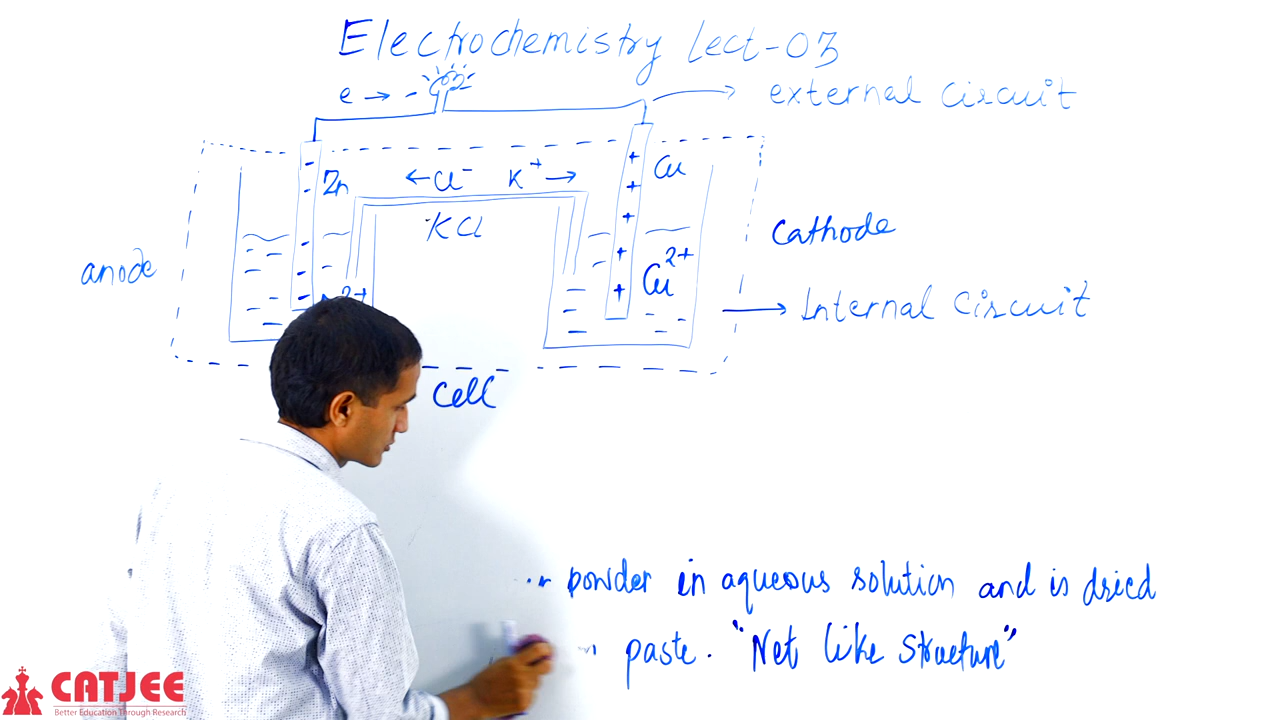 Electrochemistry Lect-03
e → -
external circuit
Zn
← Cl⁻ K⁺ →
Cu
KCl
Cathode
anode
2+
Cu²⁺
Internal Circuit
Cell
powder in aqueous solution and is dried
paste. "Net like structure"
CATJEE
Better Education Through Research